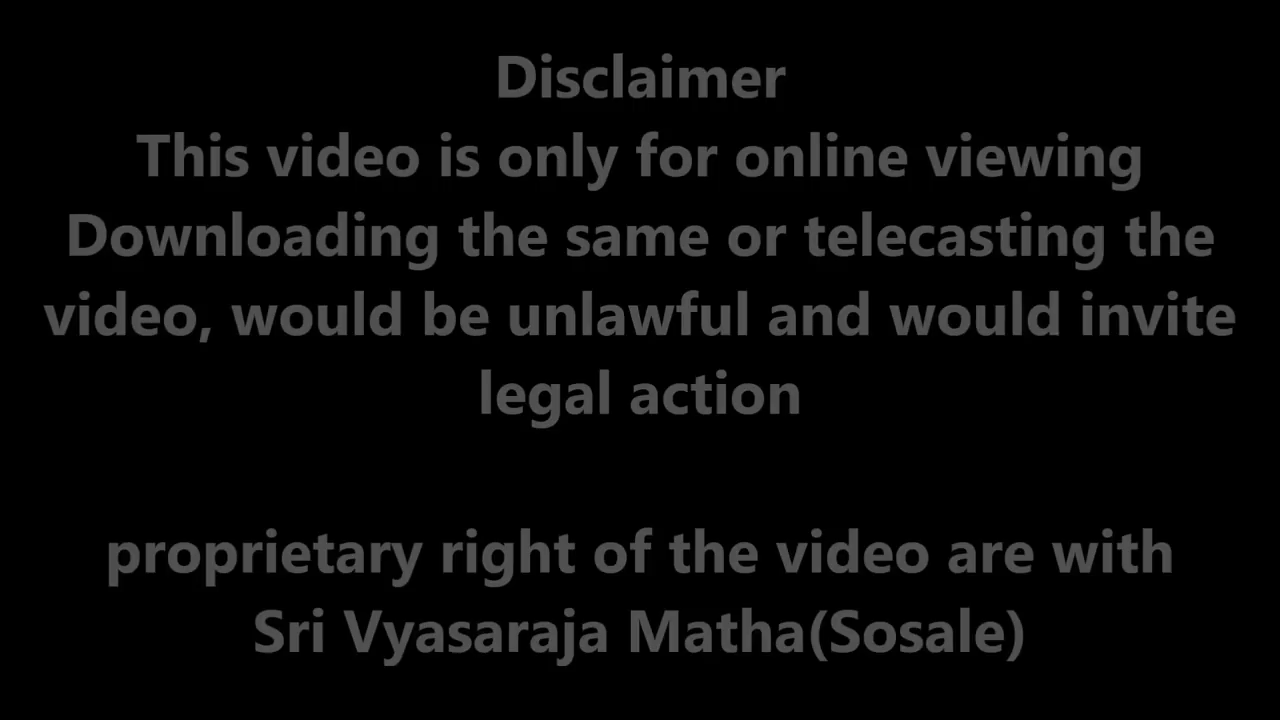 Disclaimer
This video is only for online viewing
Downloading the same or telecasting the
video, would be unlawful and would invite
legal action
proprietary right of the video are with
Sri Vyasaraja Matha(Sosale)